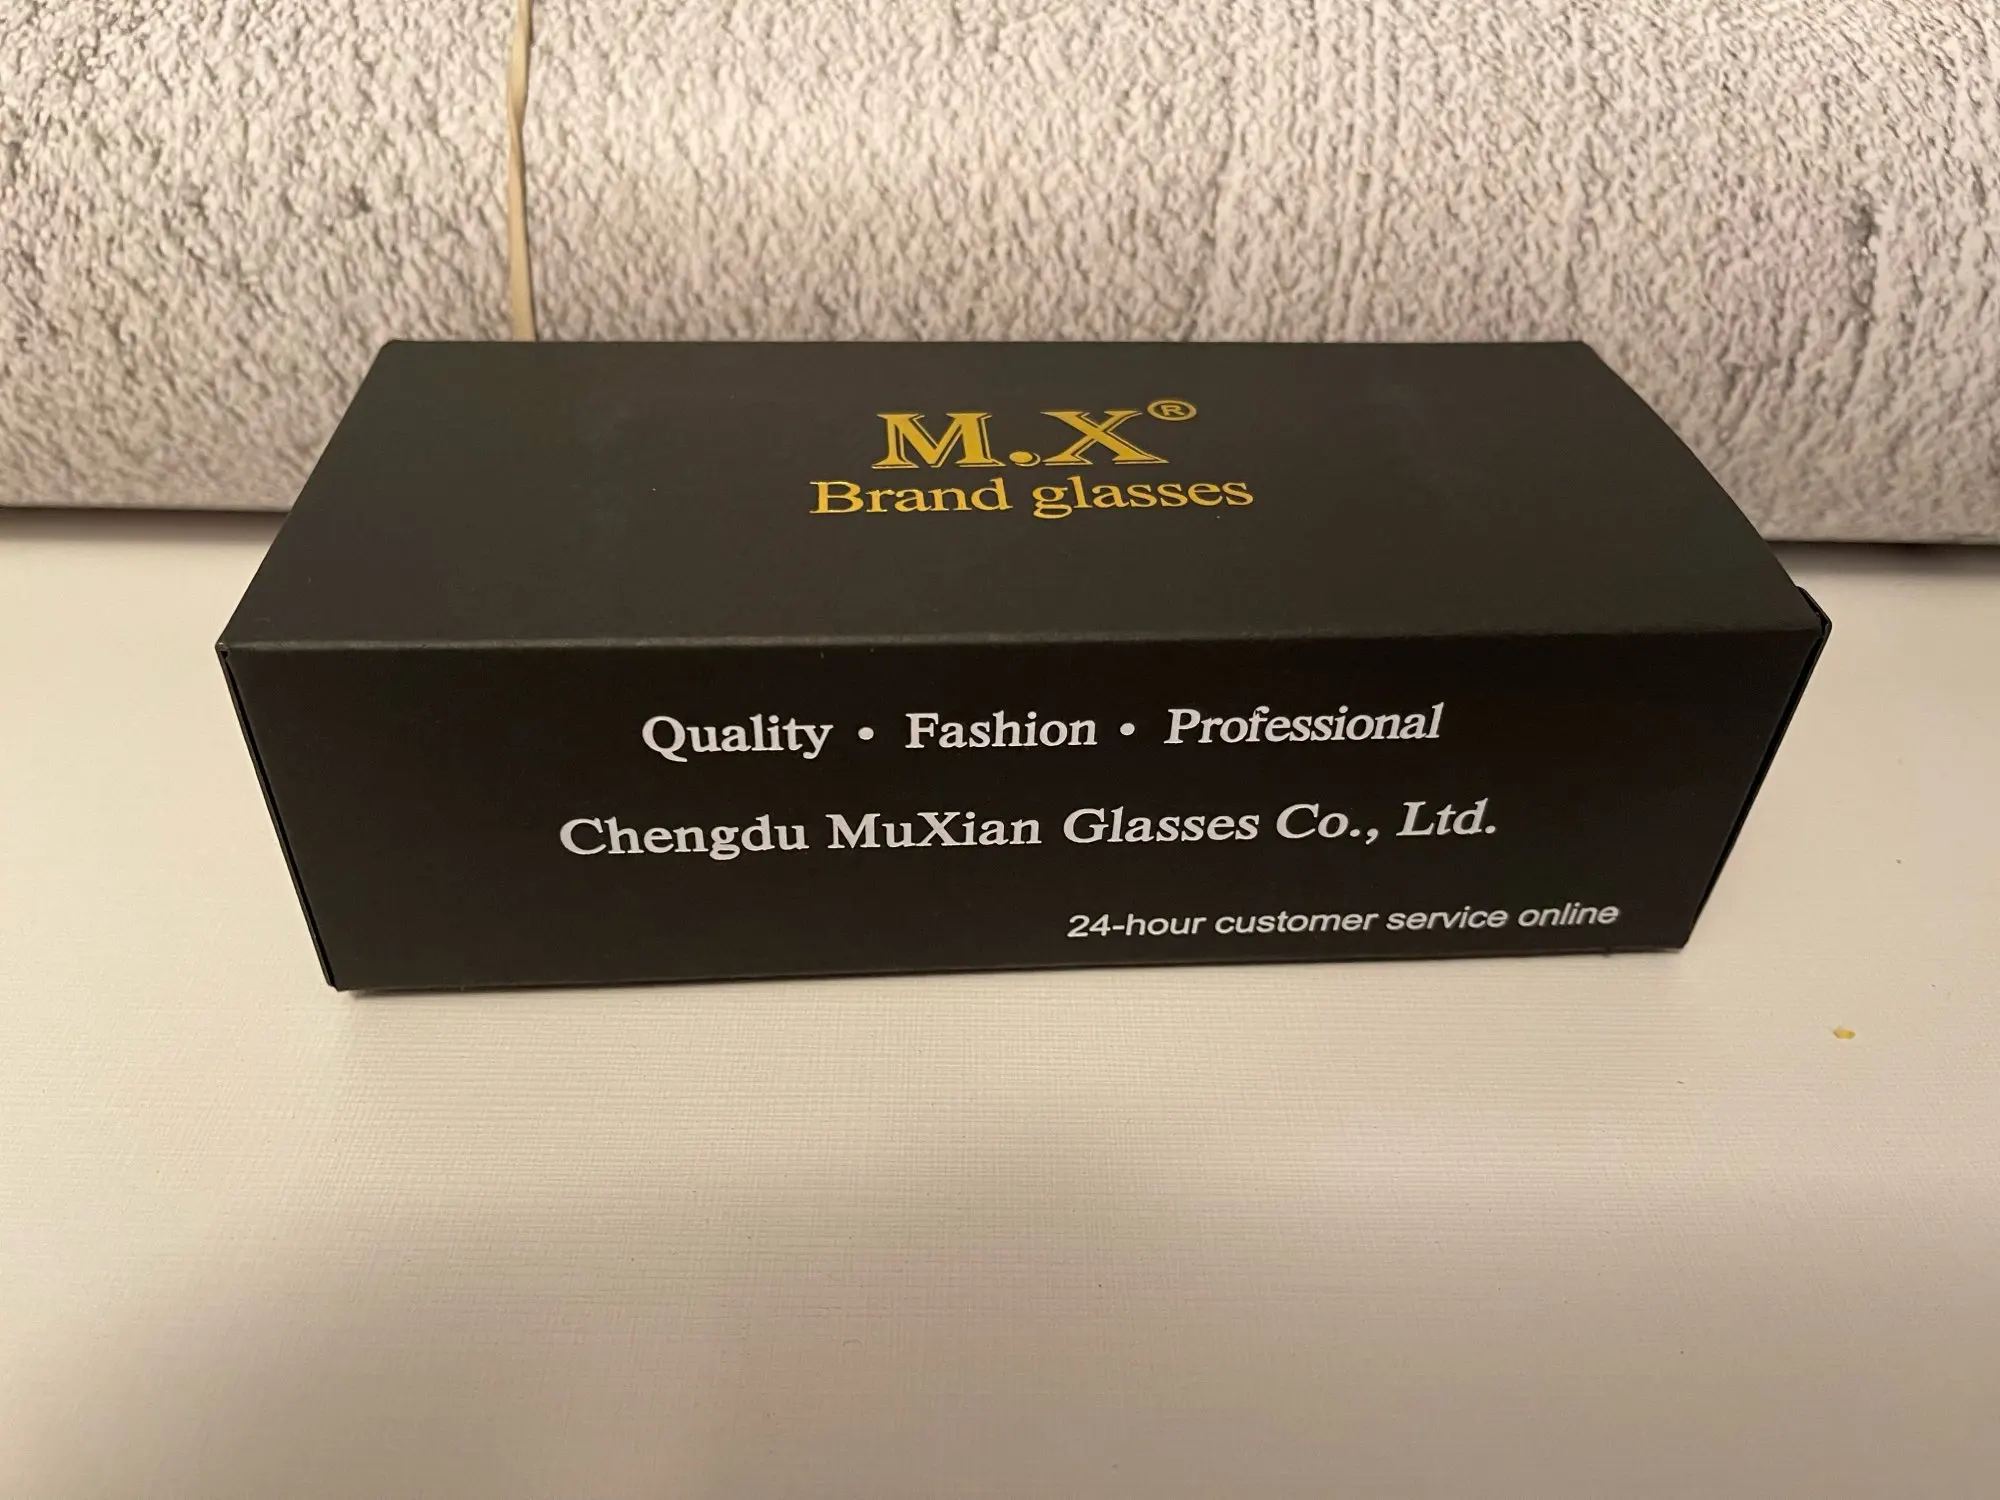 M.X®
Brand glasses
Quality • Fashion • Professional
Chengdu MuXian Glasses Co., Ltd.
24-hour customer service online